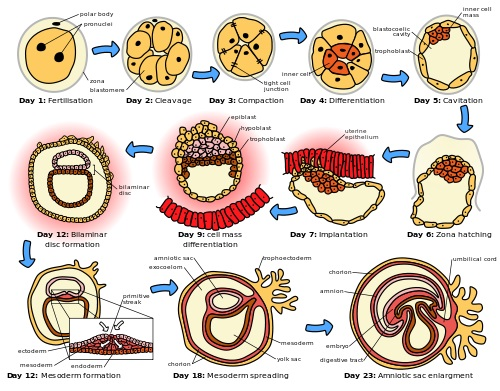 polar body
pronuclei
zona
blastomere
tight cell
junction
inner cell
blastocoelic
cavity
inner cell
mass
trophoblast
Day 1: Fertilisation
Day 2: Cleavage
Day 3: Compaction
Day 4: Differentiation
Day 5: Cavitation
bilaminar
disc
epiblast
hypoblast
trophoblast
uterine
epithelium
Day 12: Bilaminar
disc formation
Day 9: cell mass
differentiation
Day 7: Implantation
Day 6: Zona hatching
primitive
streak
ectoderm
mesoderm
endoderm
amniotic sac
exocoelom
trophoectoderm
mesoderm
yolk sac
chorion
chorion
amnion
embryo
digestive tract
umbilical cord
Day 12: Mesoderm formation
Day 18: Mesoderm spreading
Day 23: Amniotic sac enlargment